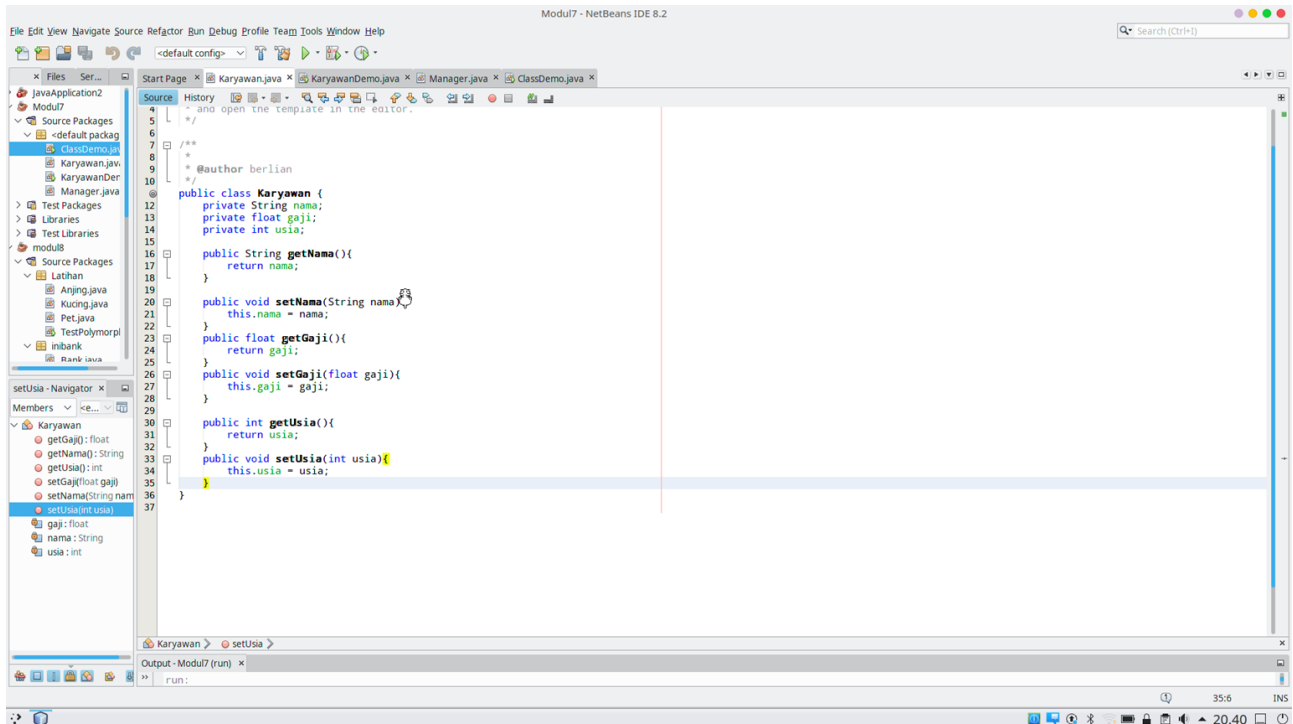 Modul7 - NetBeans IDE 8.2
File Edit View Navigate Source Refactor Run Debug Profile Team Tools Window Help
Search (Ctrl+I)
<default config>
Files Ser...
Start Page Karyawan.java KaryawanDemo.java Manager.java ClassDemo.java
Source History
JavaApplication2
Modul7
Source Packages
<default packag
ClassDemo.jav
Karyawan.java
KaryawanDer
Manager.java
Test Packages
Libraries
Test Libraries
modul8
Source Packages
Latihan
Anjing.java
Kucing.java
Pet.java
TestPolymorpl
inibank
Bank.java
4 * and open the template in the editor.
5 */
6
7 /**
8 *
9 * @author berlian
10 */
public class Karyawan {
12 private String nama;
13 private float gaji;
14 private int usia;
15
16 public String getNama(){
17 return nama;
18 }
19
20 public void setNama(String nama)
21 this.nama = nama;
22 }
23 public float getGaji(){
24 return gaji;
25 }
26 public void setGaji(float gaji){
27 this.gaji = gaji;
28 }
29
30 public int getUsia(){
31 return usia;
32 }
33 public void setUsia(int usia){
34 this.usia = usia;
35 }
36 }
37
setUsia - Navigator
Members <e...
Karyawan
getGaji() : float
getNama() : String
getUsia() : int
setGaji(float gaji)
setNama(String nam
setUsia(int usia)
gaji : float
nama : String
usia : int
Karyawan setUsia
Output - Modul7 (run)
run:
35:6 INS
20.40